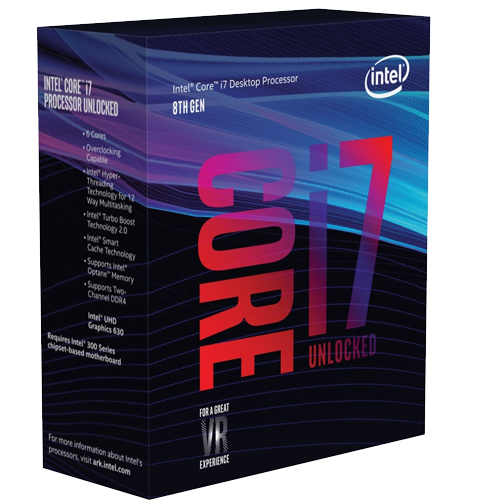 INTEL® CORE™ i7
PROCESSOR UNLOCKED
• 6 Cores
• Overclocking
Capable
• Intel® Hyper-
Threading
Technology for 12
Way Multitasking
• Intel® Turbo Boost
Technology 2.0
• Intel® Smart
Cache Technology
• Supports Intel®
Optane™ Memory
• Supports Two-
Channel DDR4
Intel® UHD
Graphics 630
Requires Intel® 300 Series
chipset-based motherboard
For more information about Intel's
processors, visit ark.intel.com
Intel® Core™ i7 Desktop Processor
8TH GEN
intel
CORE
i7
UNLOCKED
FOR A GREAT
VR
EXPERIENCE